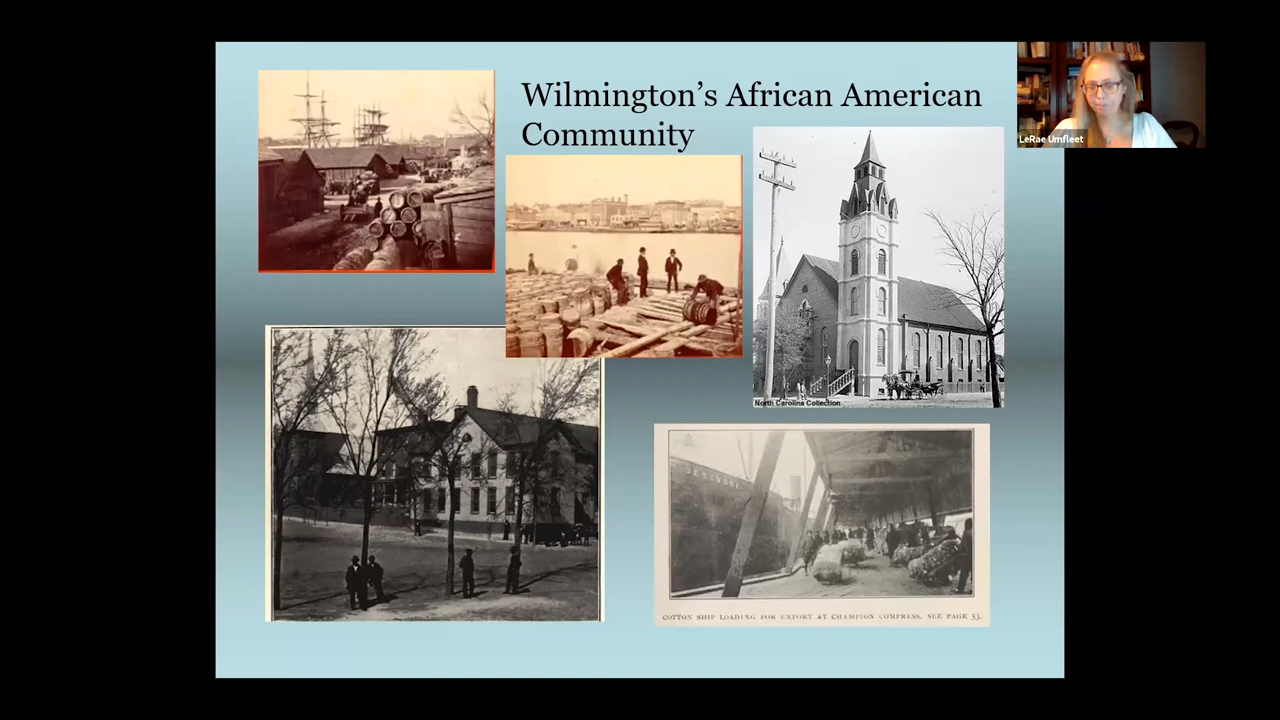 Wilmington's African American
Community
LeRae Umfleet
North Carolina Collection
COTTON SHIP LOADING FOR EXPORT AT CHAMPION COMPRESS, SEE PAGE 53.